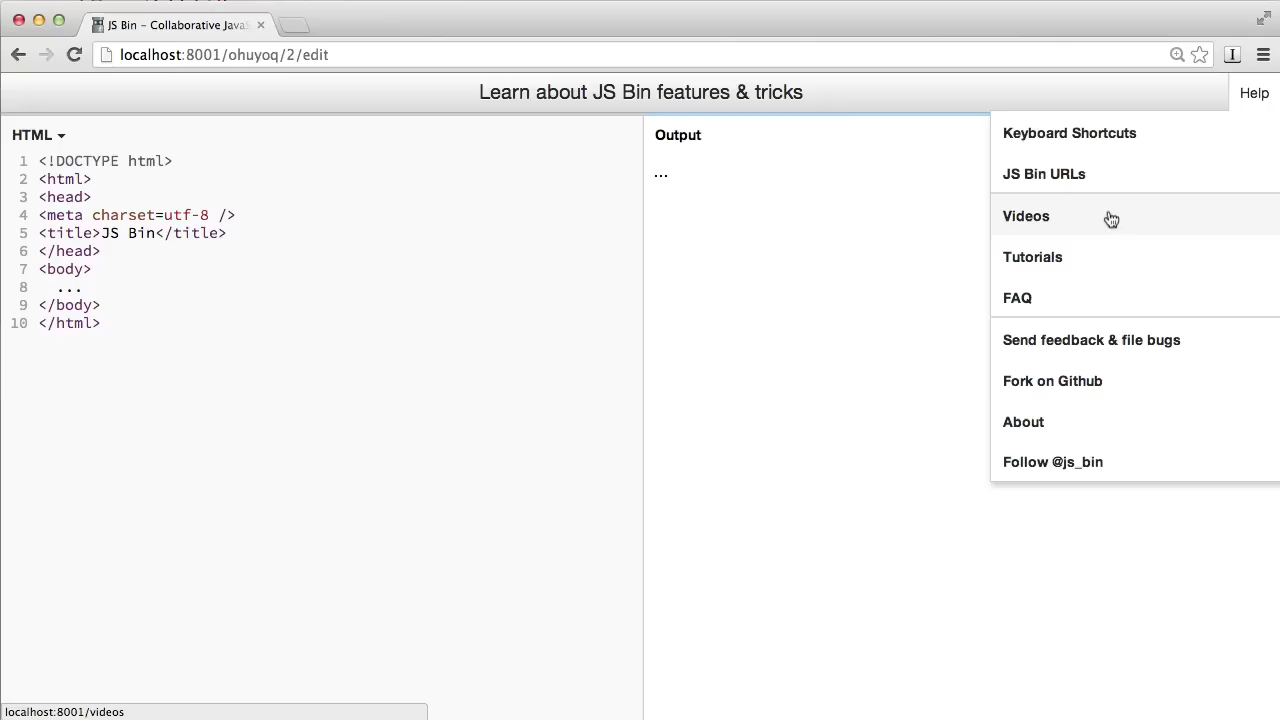 JS Bin – Collaborative JavaS
localhost:8001/ohuyoq/2/edit
Learn about JS Bin features & tricks
Help
HTML
1 <!DOCTYPE html>
2 <html>
3 <head>
4 <meta charset=utf-8 />
5 <title>JS Bin</title>
6 </head>
7 <body>
8   ...
9 </body>
10 </html>
Output
...
Keyboard Shortcuts
JS Bin URLs
Videos
Tutorials
FAQ
Send feedback & file bugs
Fork on Github
About
Follow @js_bin
localhost:8001/videos